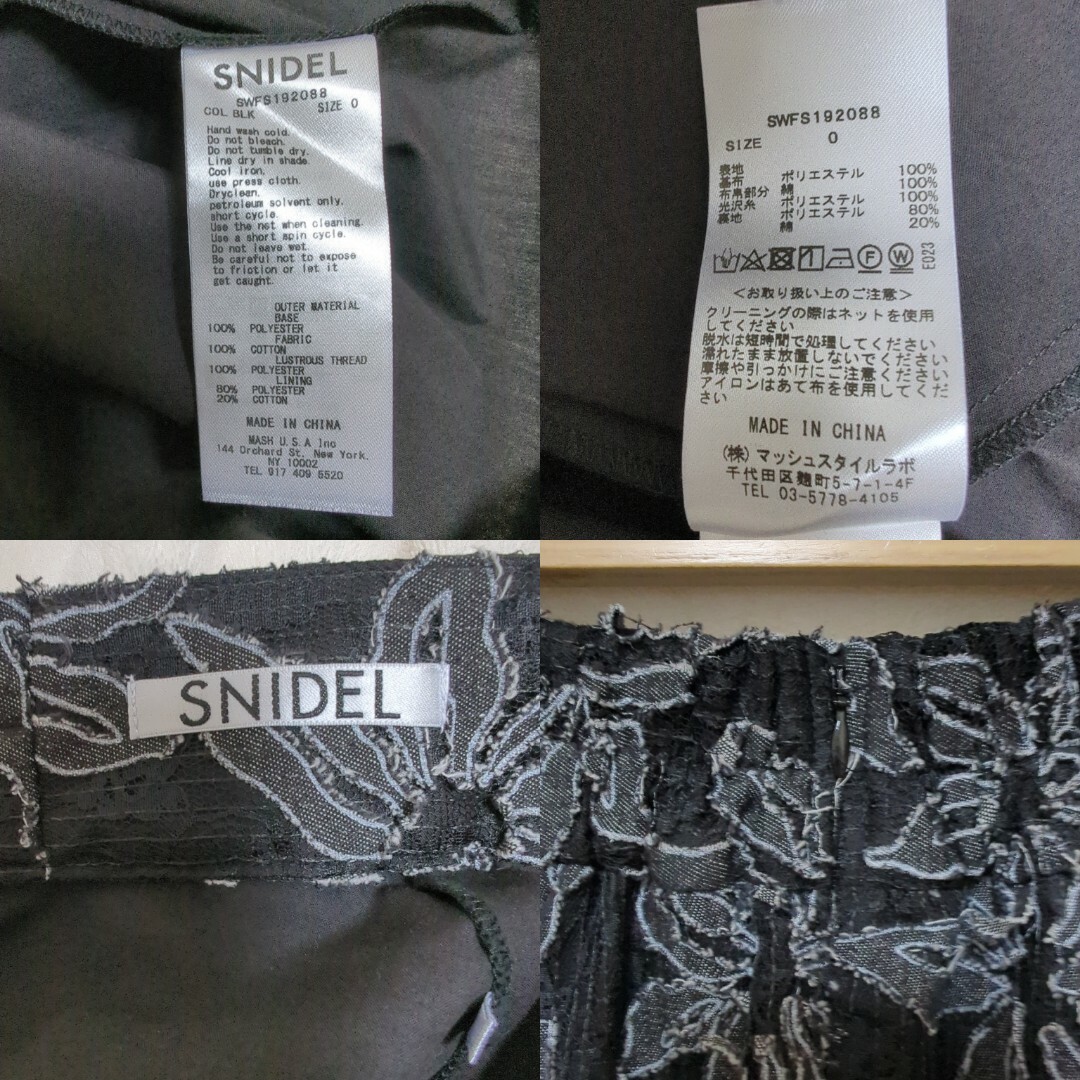 SNIDEL
SWFS192088
COL BLK SIZE 0
Hand wash cold.
Do not bleach.
Do not tumble dry.
Line dry in shade.
Cool iron.
use press cloth.
Dryclean.
petroleum solvent only.
short cycle.
Use the net when cleaning.
Use a short spin cycle.
Do not leave wet.
Be careful not to expose
to friction or let it
get caught.
OUTER MATERIAL
BASE
100% POLYESTER
FABRIC
100% COTTON
LUSTROUS THREAD
100% POLYESTER
LINING
80% POLYESTER
20% COTTON
MADE IN CHINA
MASH U.S.A Inc
144 Orchard St, New York,
NY 10002
TEL 917 409 5520
SWFS192088
SIZE 0
表地
基布 ポリエステル 100%
布帛部分 綿 100%
光沢糸 ポリエステル 100%
裏地 ポリエステル 80%
綿 20%
F W E023
<お取り扱い上のご注意>
クリーニングの際はネットを使用
してください
脱水は短時間で処理してください
濡れたまま放置しないでください
摩擦や引っかけにご注意ください
アイロンはあて布を使用してくだ
さい
MADE IN CHINA
(株)マッシュスタイルラボ
千代田区麹町5-7-1-4F
TEL 03-5778-4105
SNIDEL